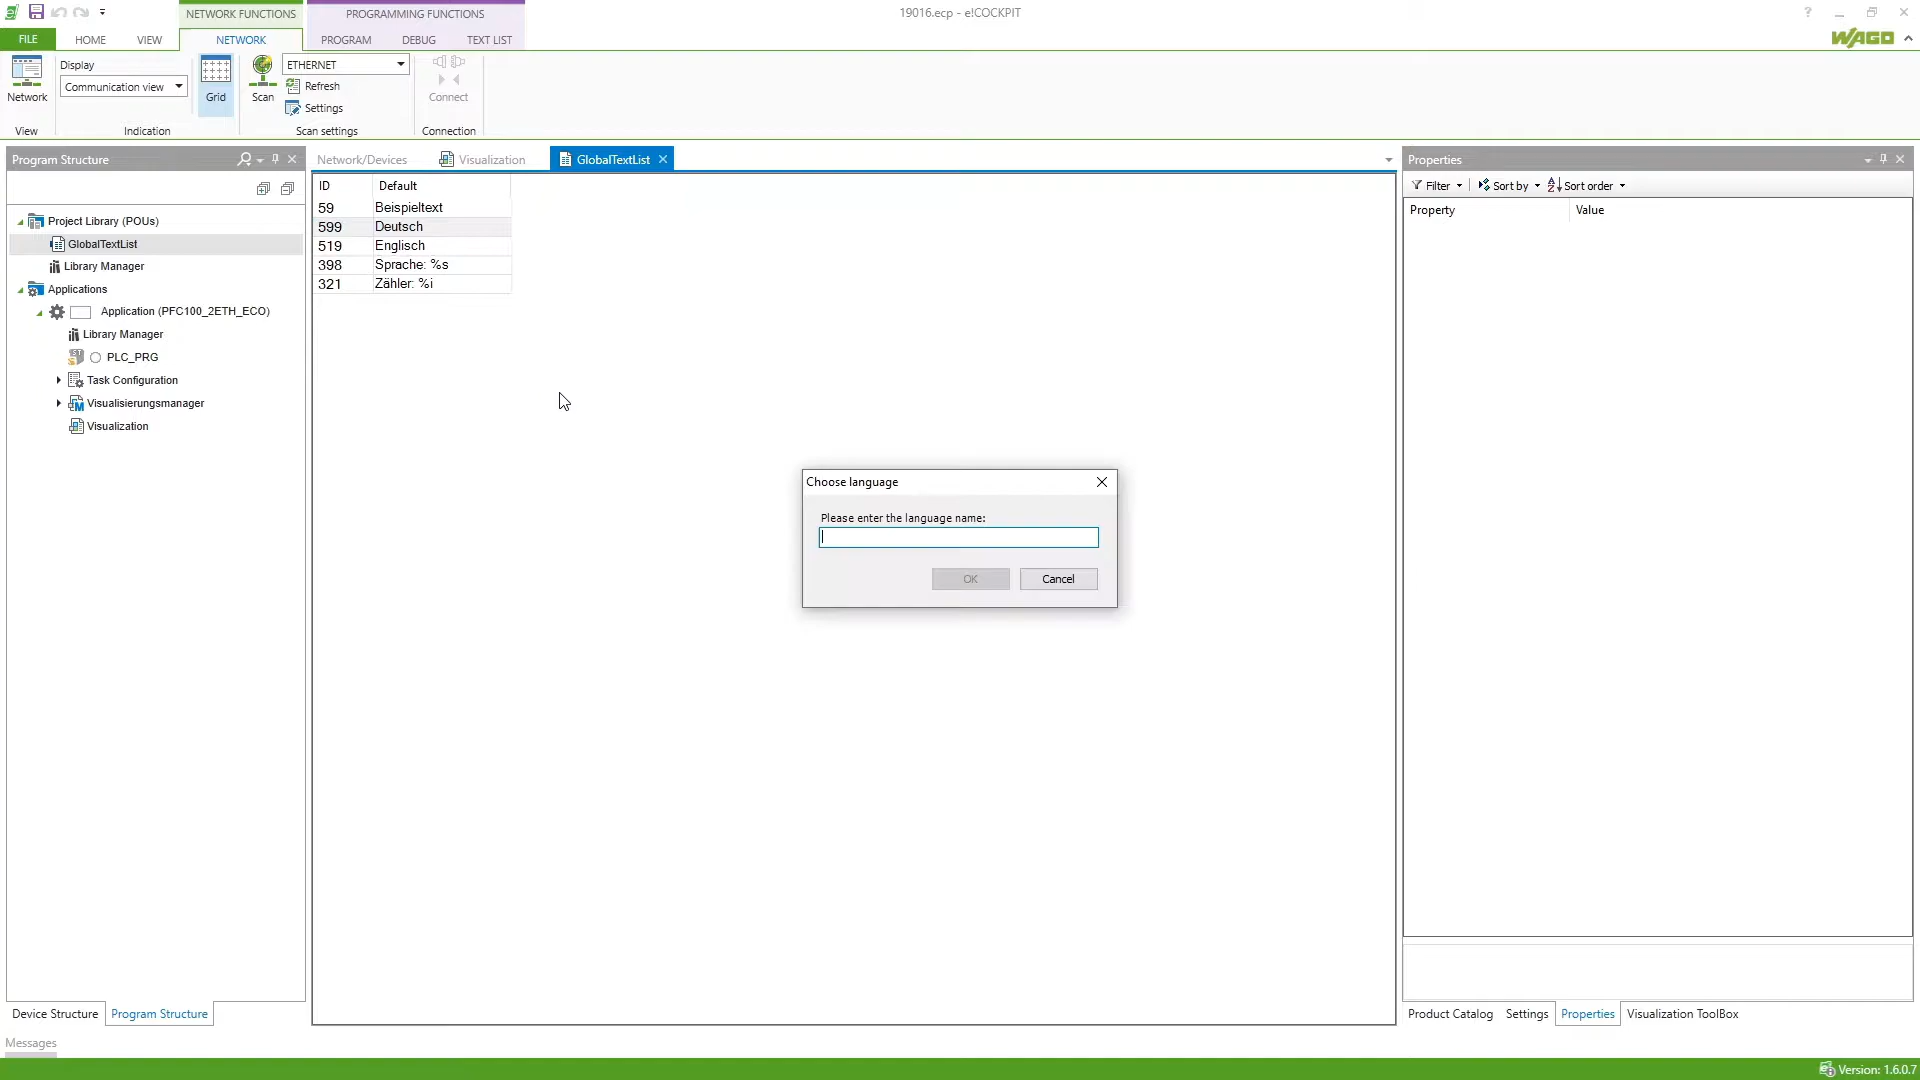 NETWORK FUNCTIONS
PROGRAMMING FUNCTIONS
19016.ecp - e!COCKPIT
?
FILE
HOME
VIEW
NETWORK
PROGRAM
DEBUG
TEXT LIST
WAGO
Network
View
Display
Communication view
Indication
Grid
Scan
ETHERNET
Refresh
Settings
Scan settings
Connect
Connection
Program Structure
Project Library (POUs)
GlobalTextList
Library Manager
Applications
Application (PFC100_2ETH_ECO)
Library Manager
PLC_PRG
Task Configuration
Visualisierungsmanager
Visualization
Device Structure
Program Structure
Network/Devices
Visualization
GlobalTextList
ID Default
59 Beispieltext
599 Deutsch
519 Englisch
398 Sprache: %s
321 Zähler: %i
Choose language
Please enter the language name:
OK
Cancel
Properties
Filter
Sort by
Sort order
Property Value
Product Catalog
Settings
Properties
Visualization ToolBox
Messages
Version: 1.6.0.7